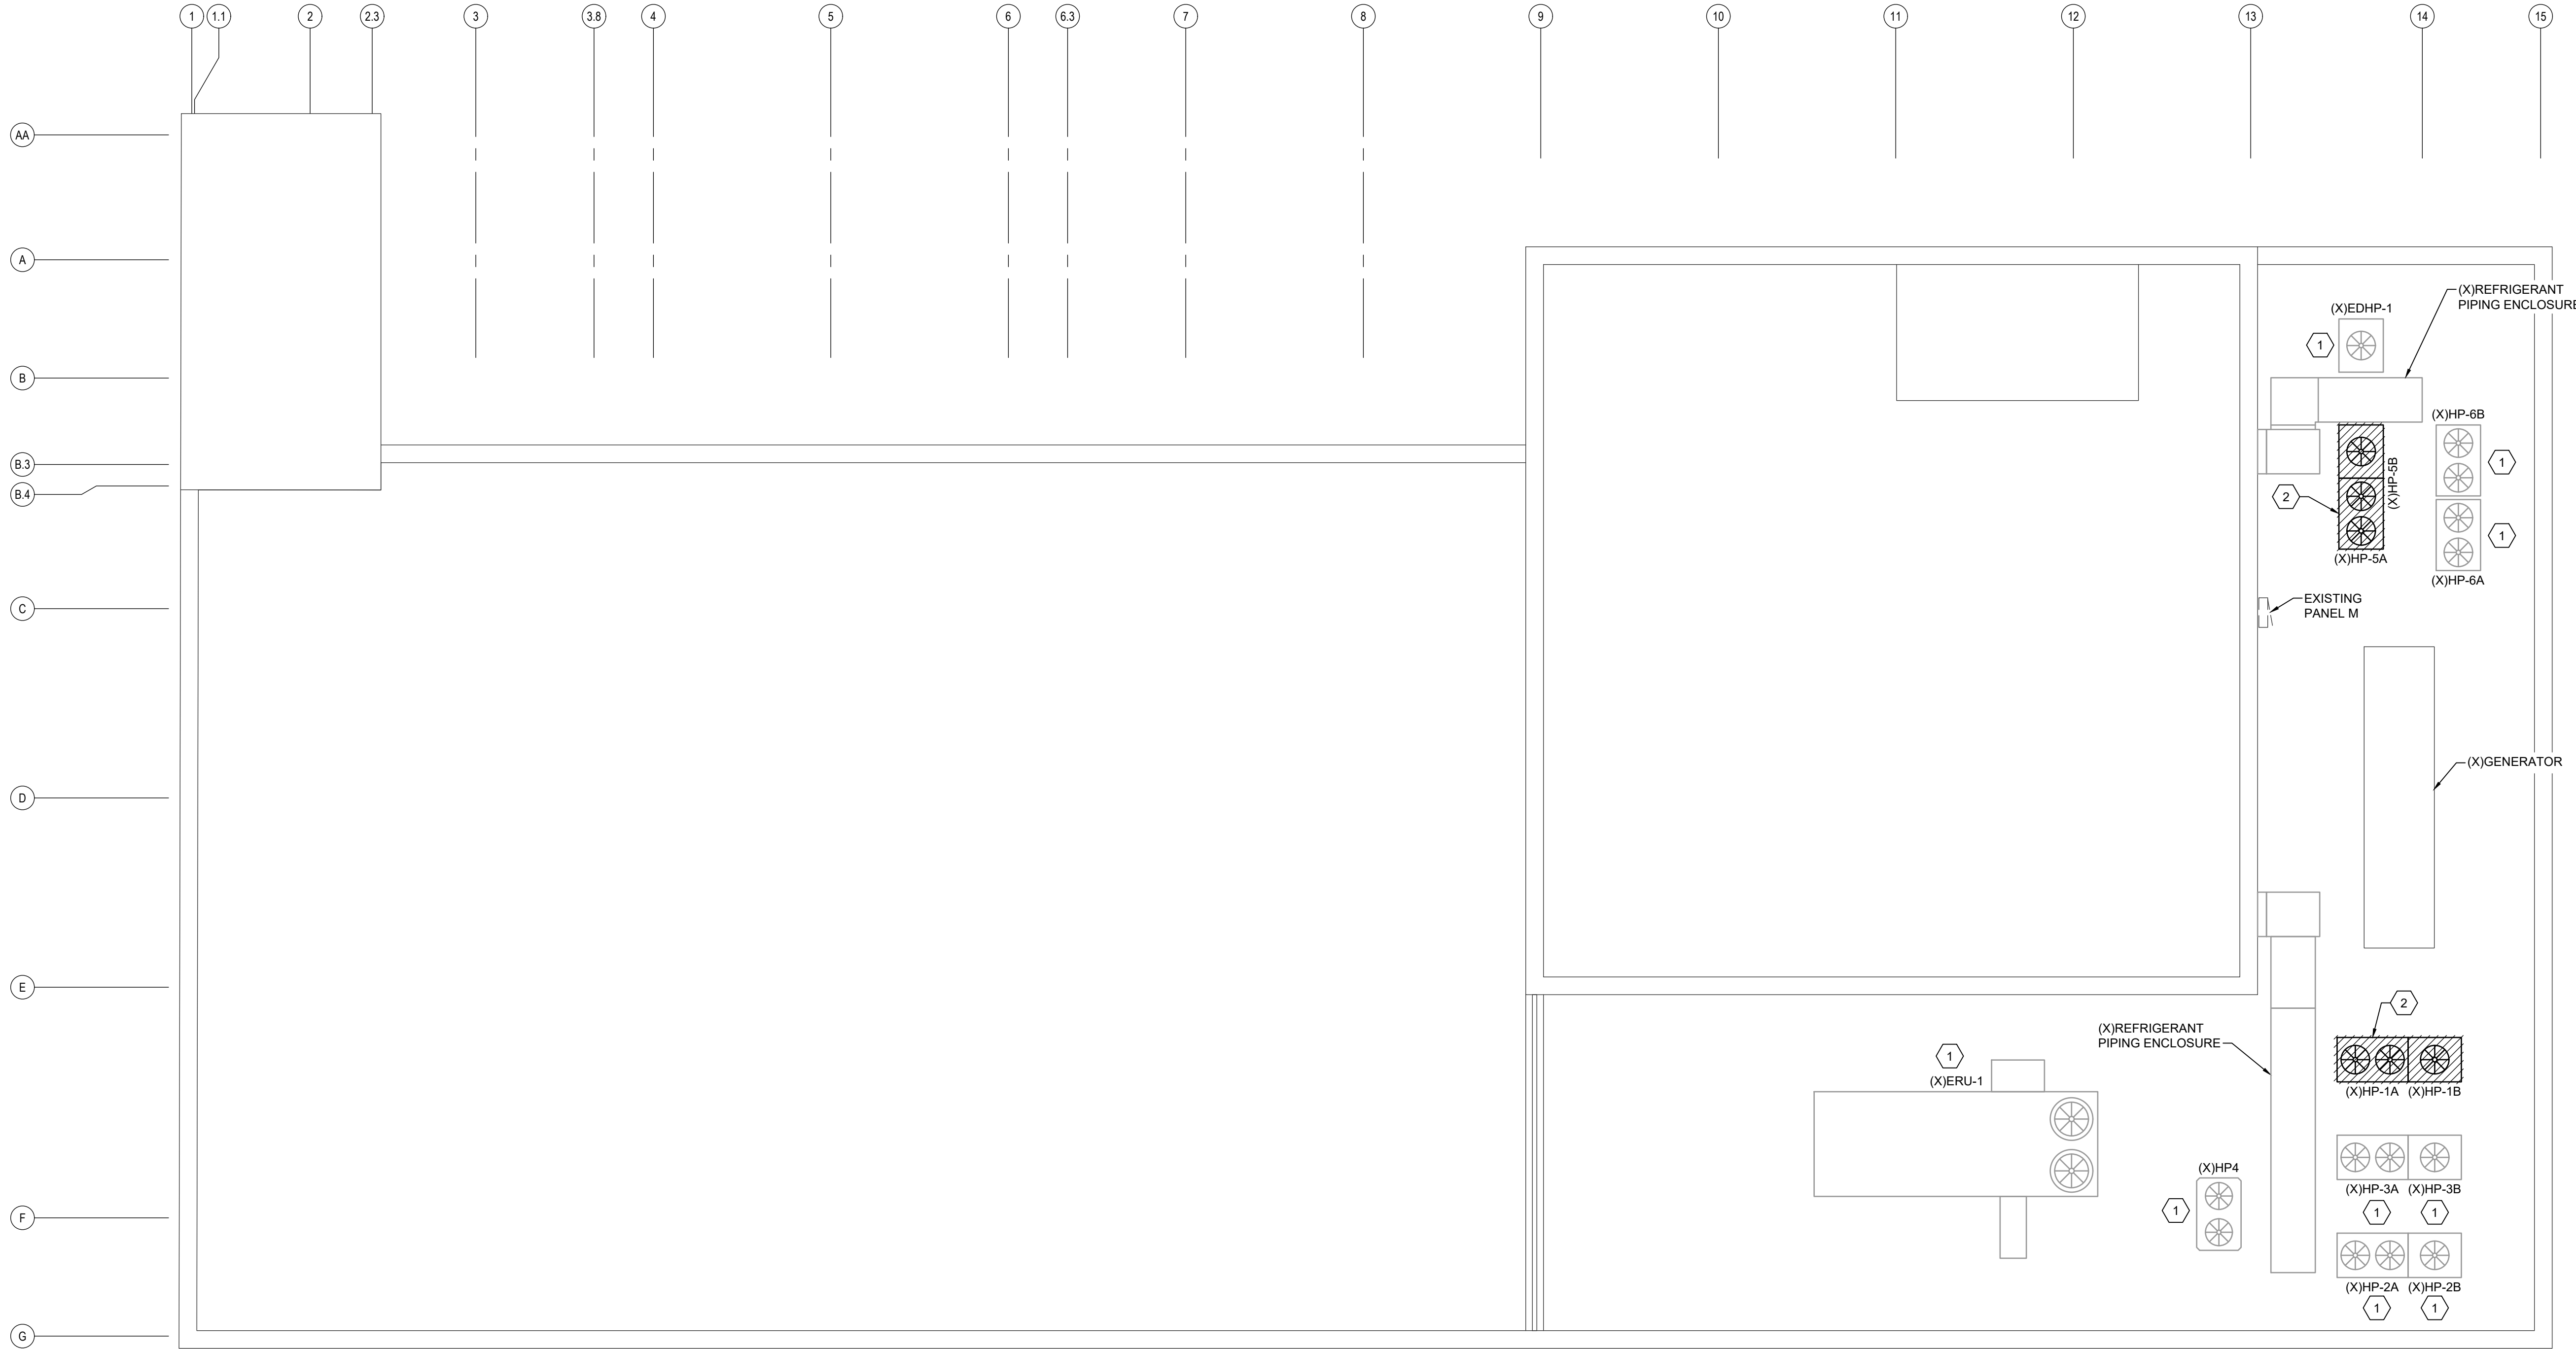 1
1.1
2
2.3
3
3.8
4
5
6
6.3
7
8
9
10
11
12
13
14
15
AA
A
B
B.3
B.4
C
D
E
F
G
(X)REFRIGERANT
PIPING ENCLOSURE
(X)EDHP-1
1
(X)HP-6B
1
(X)HP-5B
2
(X)HP-5A
1
(X)HP-6A
EXISTING
PANEL M
(X)GENERATOR
2
(X)REFRIGERANT
PIPING ENCLOSURE
1
(X)ERU-1
(X)HP-1A
(X)HP-1B
(X)HP4
1
(X)HP-3A
(X)HP-3B
1
1
(X)HP-2A
(X)HP-2B
1
1